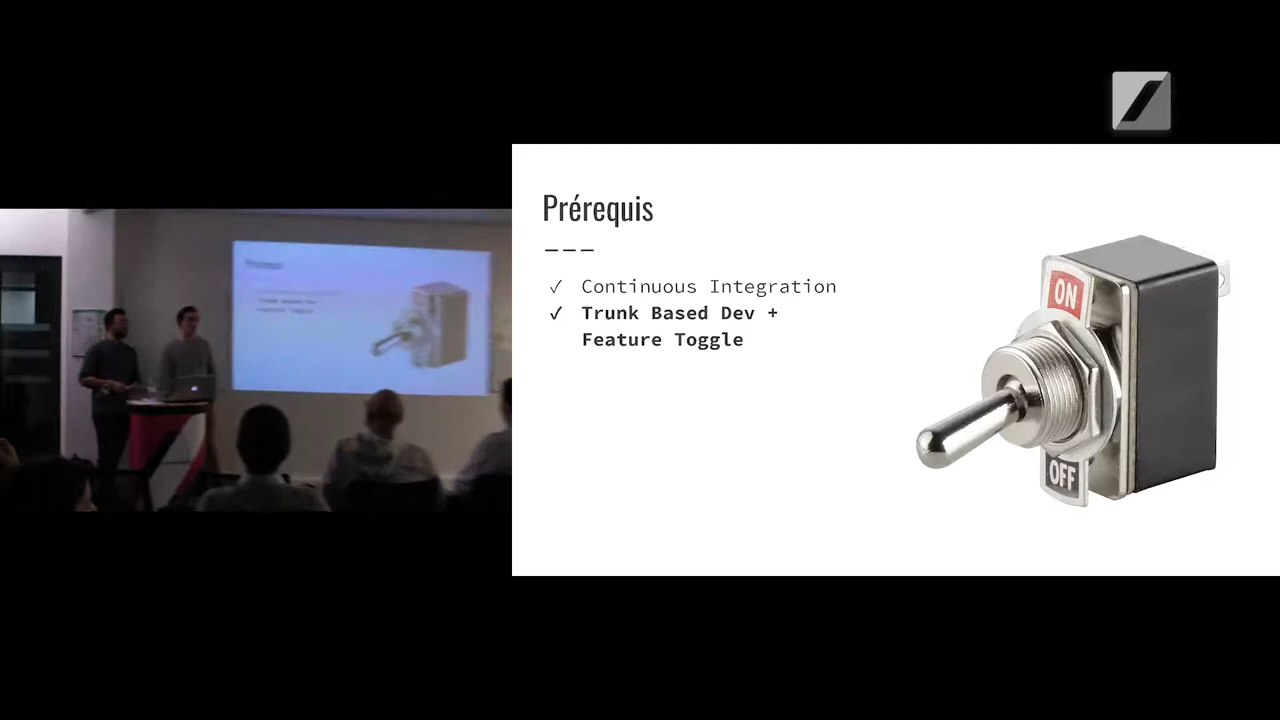 Prérequis
---
✓ Continuous Integration
✓ Trunk Based Dev +
Feature Toggle
ON
OFF